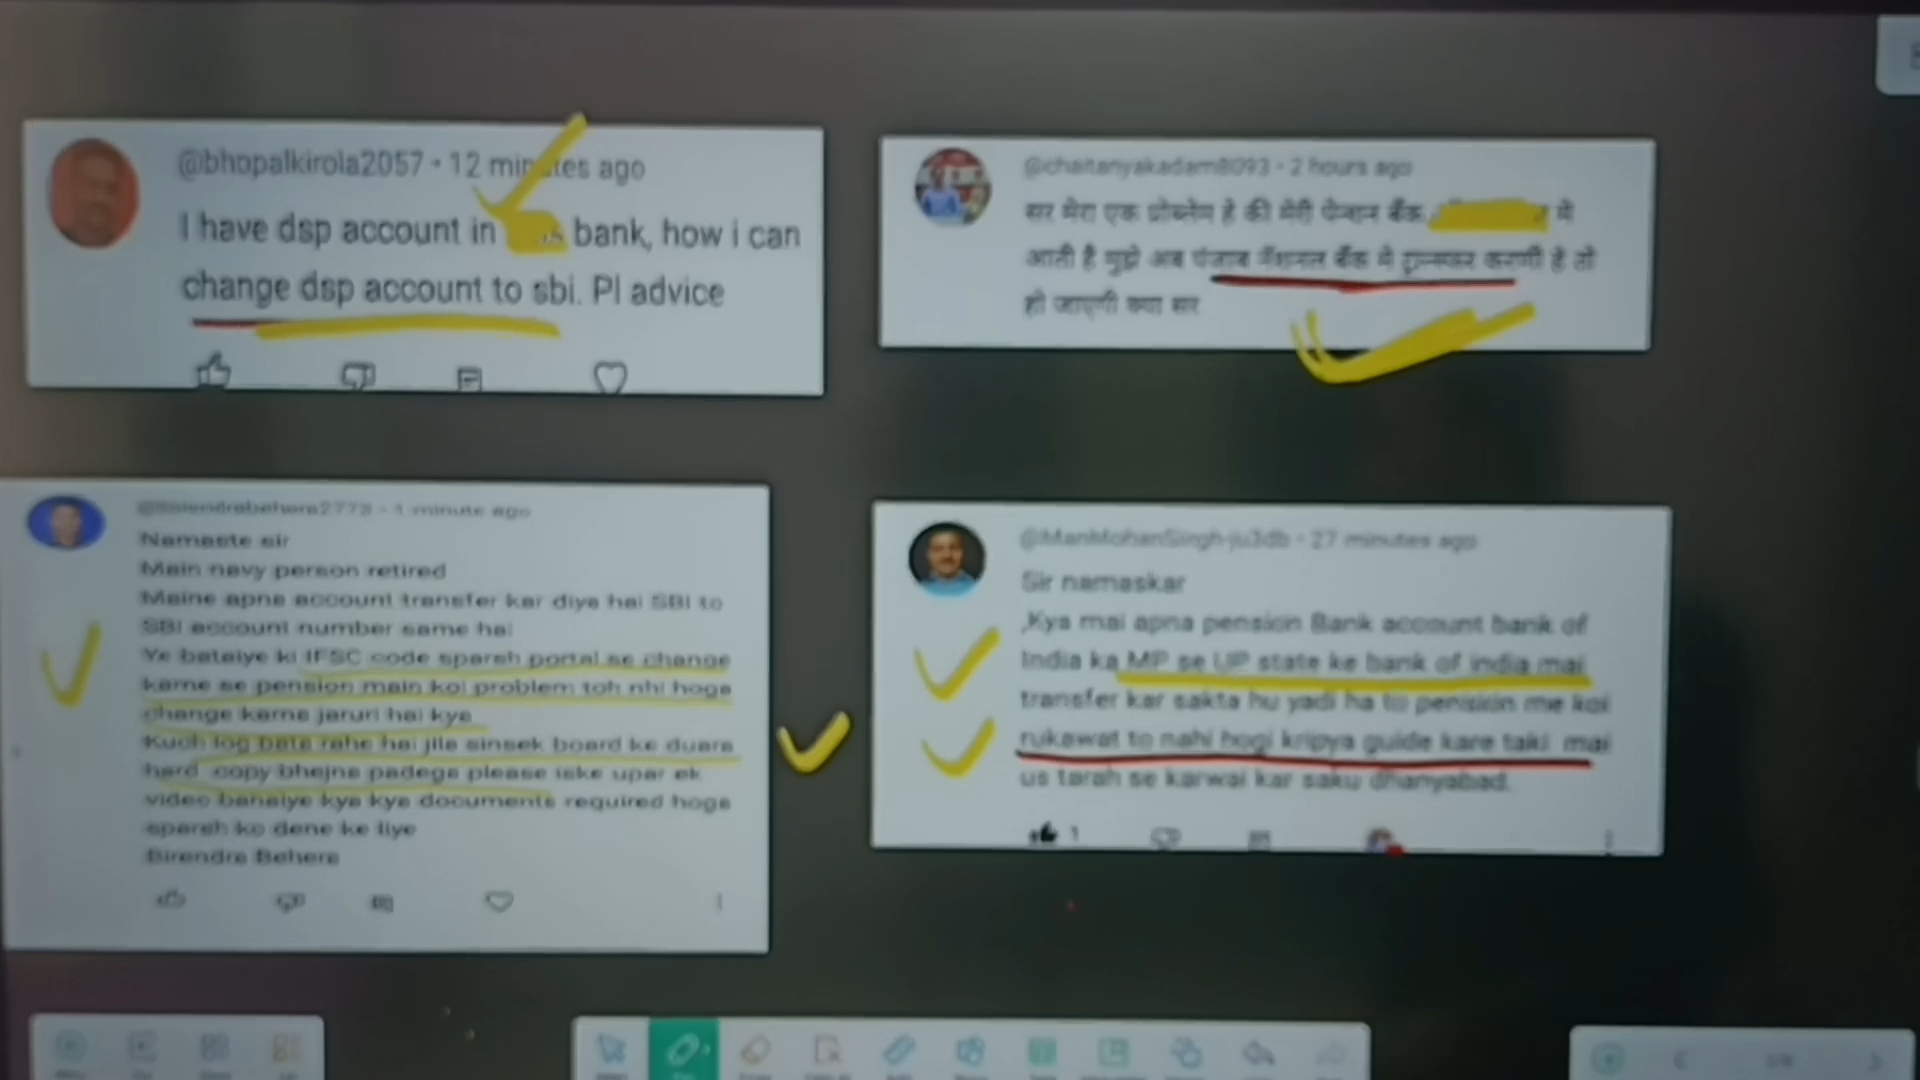 @bhopalkirola2057 • 12 minutes ago
I have dsp account in bank, how i can
change dsp account to sbi. Pl advice
@chaitanyakadam8093 • 2 hours ago
सर मेरा एक प्रोब्लेम हे की मेरी पेन्शन बैंक में
आती है मुझे अब पंजाब नॅशनल बैंक मे ट्रान्सफर करणी हे तो
हो जाएगी क्या सर
1 minute ago
Namaste sir
Main navy person retired
Maine apna account transfer kar diya hai SBI to
SBI account number same hai
Ye bataiye ki IFSC code sparsh portal se change
karne se pension main koi problem toh nhi hoga
change karna jaruri hai kya
Kuch log bata rahe hai jila sinsek board ke duara
hard copy bhejna padega please iske upar ek
video banaiye kya kya documents required hoga
sparsh ko dene ke liye
Birendra Behera
@ManMohanSingh-ju3db • 27 minutes ago
Sir namaskar
,Kya mai apna pension Bank account bank of
India ka MP se UP state ke bank of india mai
transfer kar sakta hu yadi ha to pension me koi
rukawat to nahi hogi kripya guide kare taki mai
us tarah se karwai kar saku dhanyabad.
1